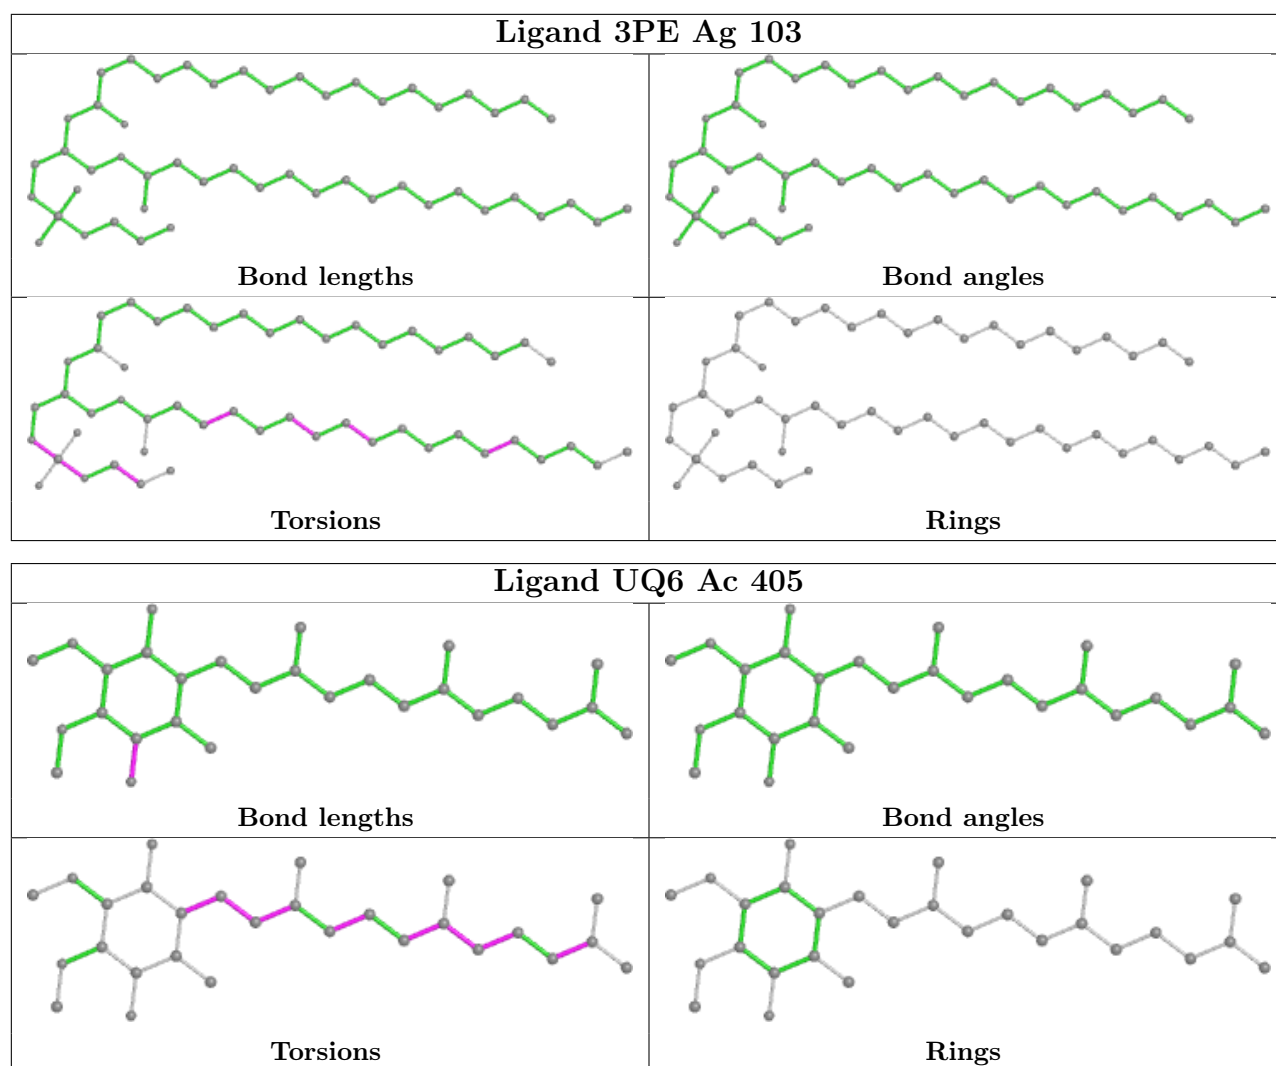 Ligand 3PE Ag 103
Bond lengths
Bond angles
Torsions
Rings
Ligand UQ6 Ac 405
Bond lengths
Bond angles
Torsions
Rings